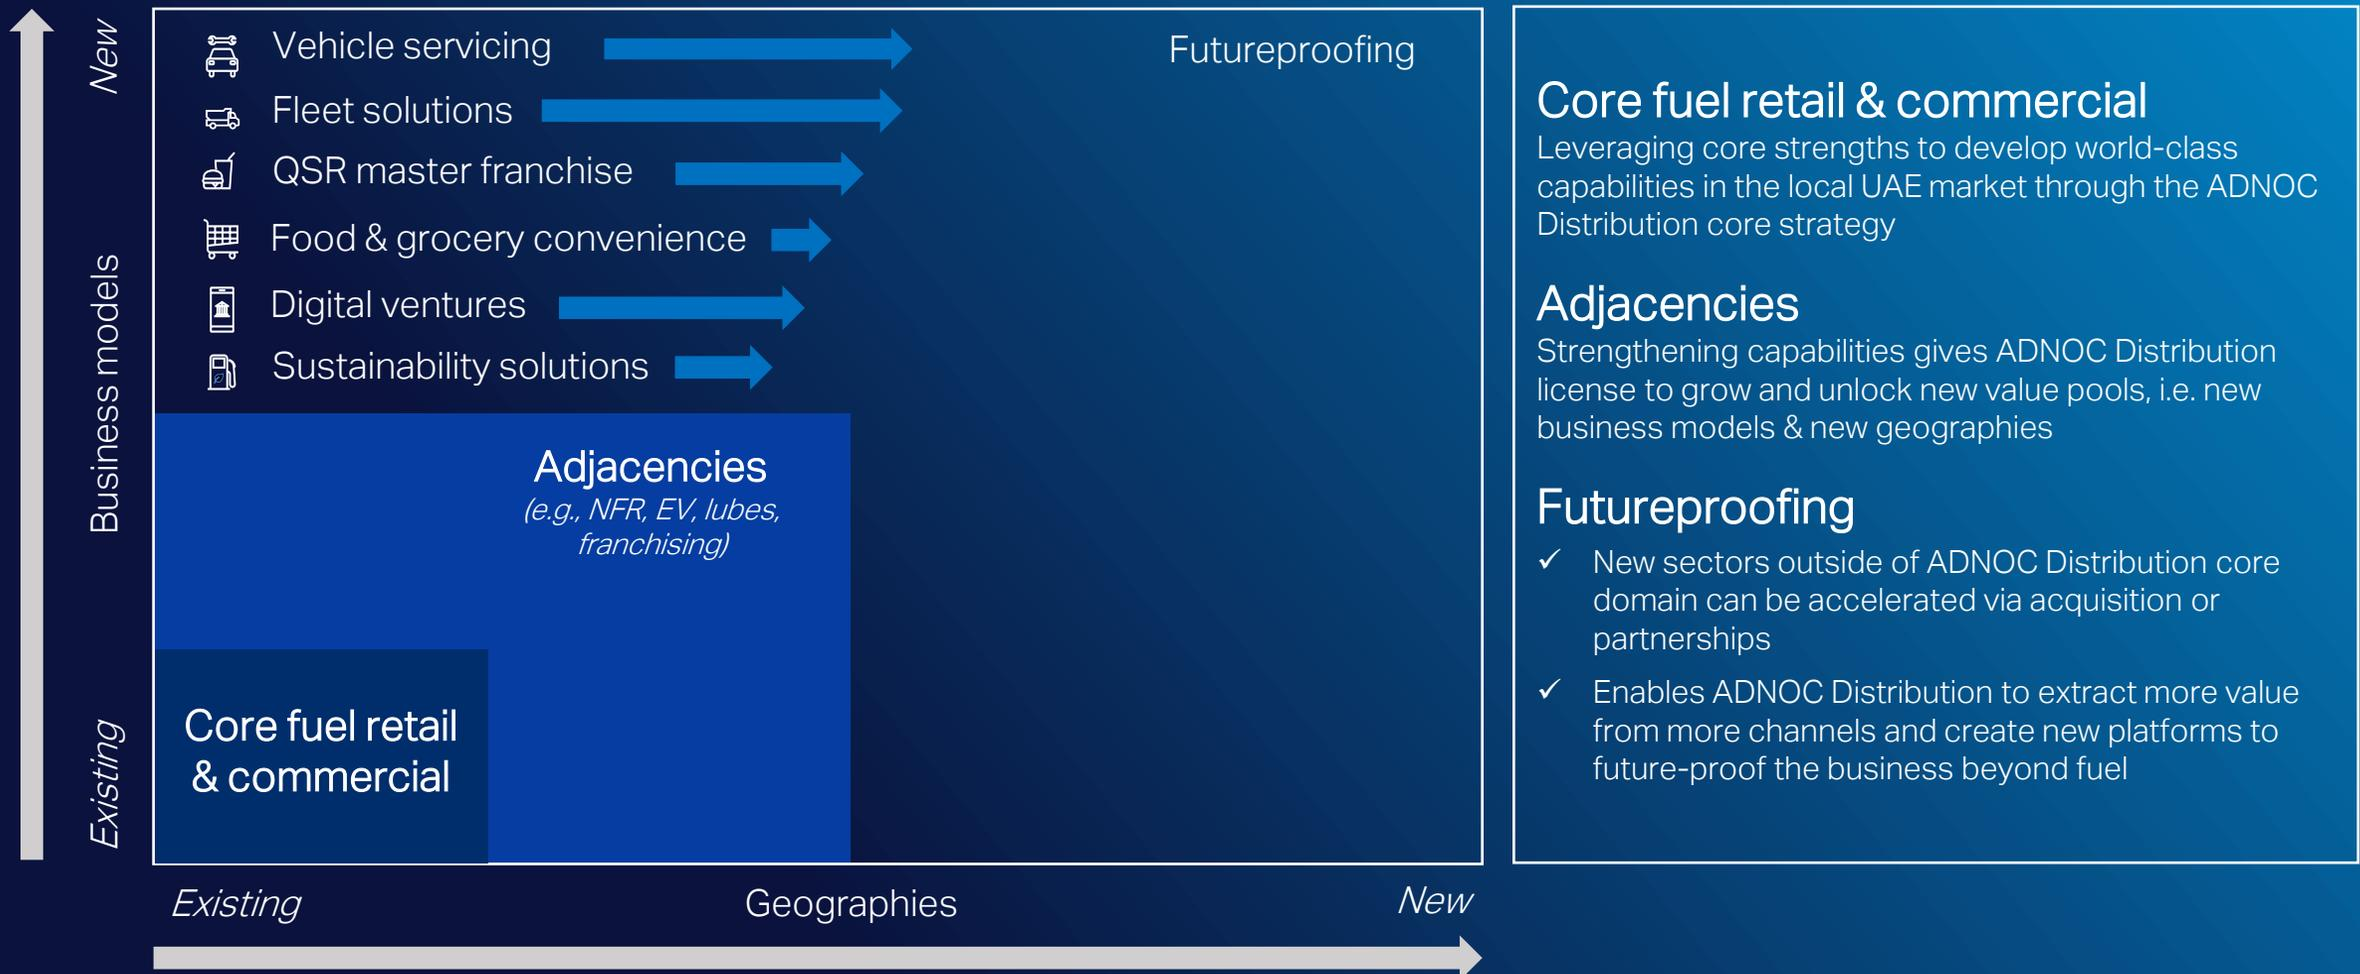 New
Business models
Existing
Vehicle servicing
Fleet solutions
QSR master franchise
Food & grocery convenience
Digital ventures
Sustainability solutions
Futureproofing
Adjacencies
(e.g., NFR, EV, lubes,
franchising)
Core fuel retail
& commercial
Existing
Geographies
New
Core fuel retail & commercial
Leveraging core strengths to develop world-class
capabilities in the local UAE market through the ADNOC
Distribution core strategy
Adjacencies
Strengthening capabilities gives ADNOC Distribution
license to grow and unlock new value pools, i.e. new
business models & new geographies
Futureproofing
✓ New sectors outside of ADNOC Distribution core
domain can be accelerated via acquisition or
partnerships
✓ Enables ADNOC Distribution to extract more value
from more channels and create new platforms to
future-proof the business beyond fuel